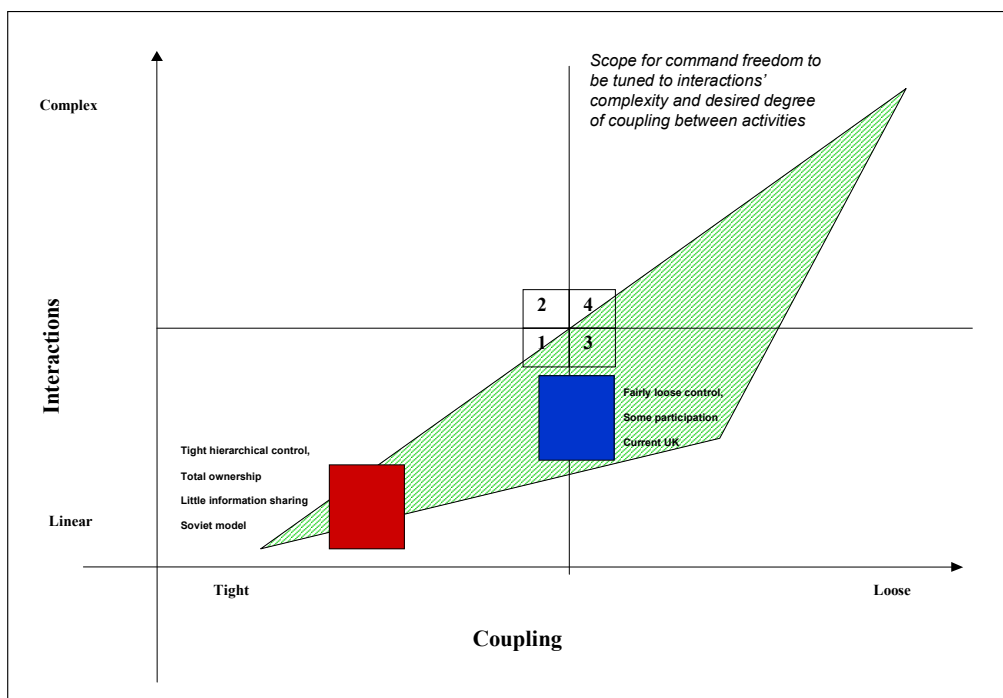 Scope for command freedom to
be tuned to interactions'
complexity and desired degree
of coupling between activities
Complex
Interactions
2
4
1
3
Fairly loose control,
Some participation
Current UK
Tight hierarchical control,
Total ownership
Little information sharing
Soviet model
Linear
Tight
Loose
Coupling